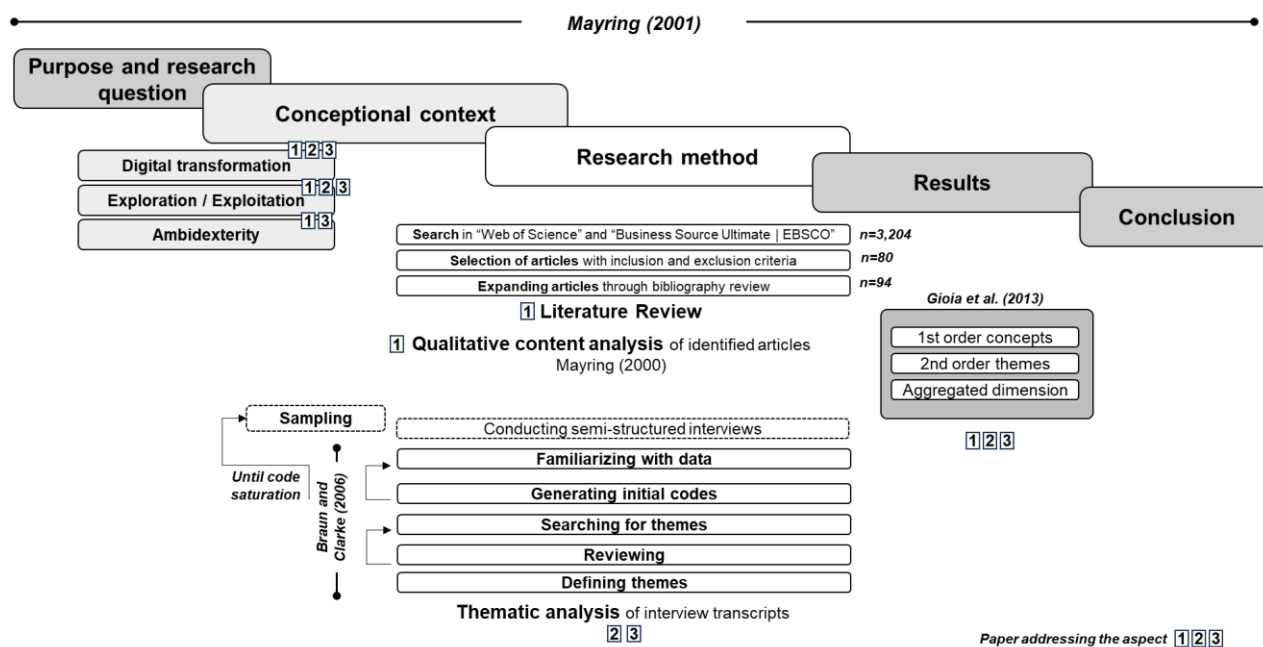 Mayring (2001)
Purpose and research
question
Conceptional context
Research method
Results
Conclusion
1 2 3
Digital transformation
1 2 3
Exploration / Exploitation
1 3
Ambidexterity
Search in “Web of Science” and “Business Source Ultimate | EBSCO” n=3,204
Selection of articles with inclusion and exclusion criteria n=80
Expanding articles through bibliography review n=94
1 Literature Review
1 Qualitative content analysis of identified articles
Mayring (2000)
Gioia et al. (2013)
1st order concepts
2nd order themes
Aggregated dimension
1 2 3
Sampling
Until code
saturation
Braun and
Clarke (2006)
Conducting semi-structured interviews
Familiarizing with data
Generating initial codes
Searching for themes
Reviewing
Defining themes
Thematic analysis of interview transcripts
2 3
Paper addressing the aspect 1 2 3